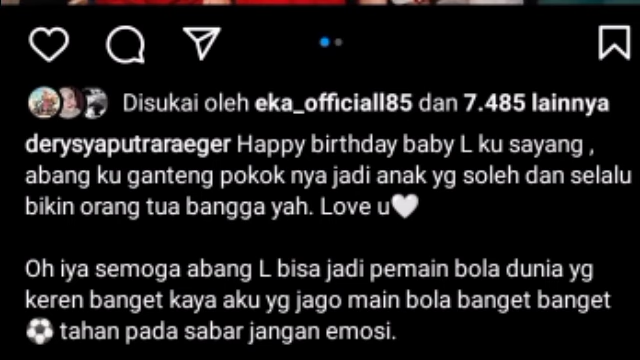 Disukai oleh eka_officiall85 dan 7.485 lainnya
derysyaputraraeger Happy birthday baby L ku sayang ,
abang ku ganteng pokok nya jadi anak yg soleh dan selalu
bikin orang tua bangga yah. Love u🤍
Oh iya semoga abang L bisa jadi pemain bola dunia yg
keren banget kaya aku yg jago main bola banget banget
⚽ tahan pada sabar jangan emosi.